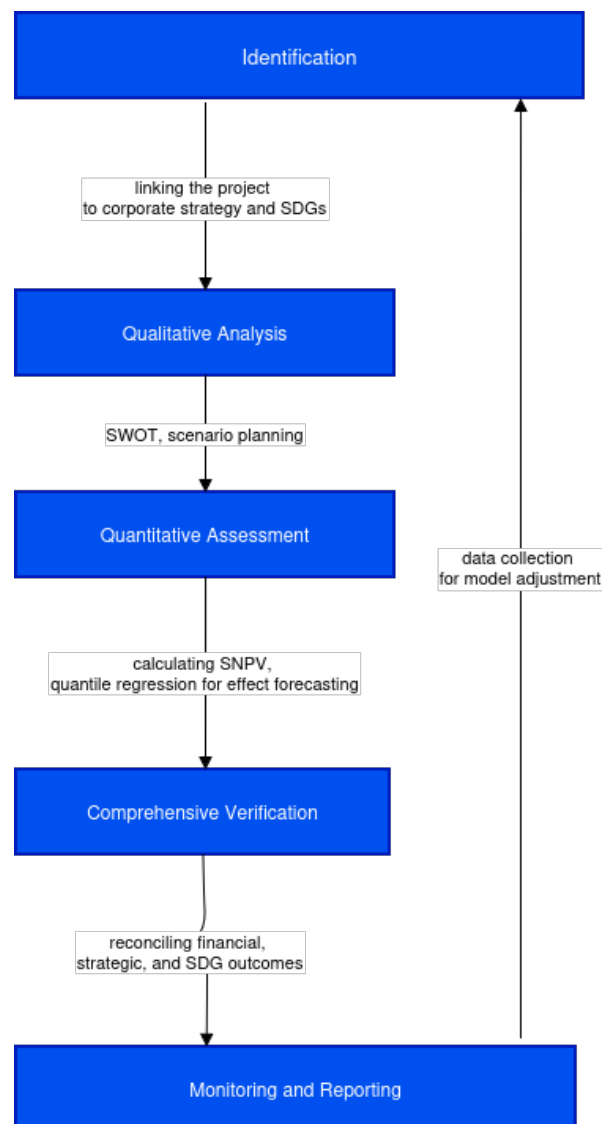 Identification
linking the project
to corporate strategy and SDGs
Qualitative Analysis
SWOT, scenario planning
Quantitative Assessment
data collection
for model adjustment
calculating SNPV,
quantile regression for effect forecasting
Comprehensive Verification
reconciling financial,
strategic, and SDG outcomes
Monitoring and Reporting